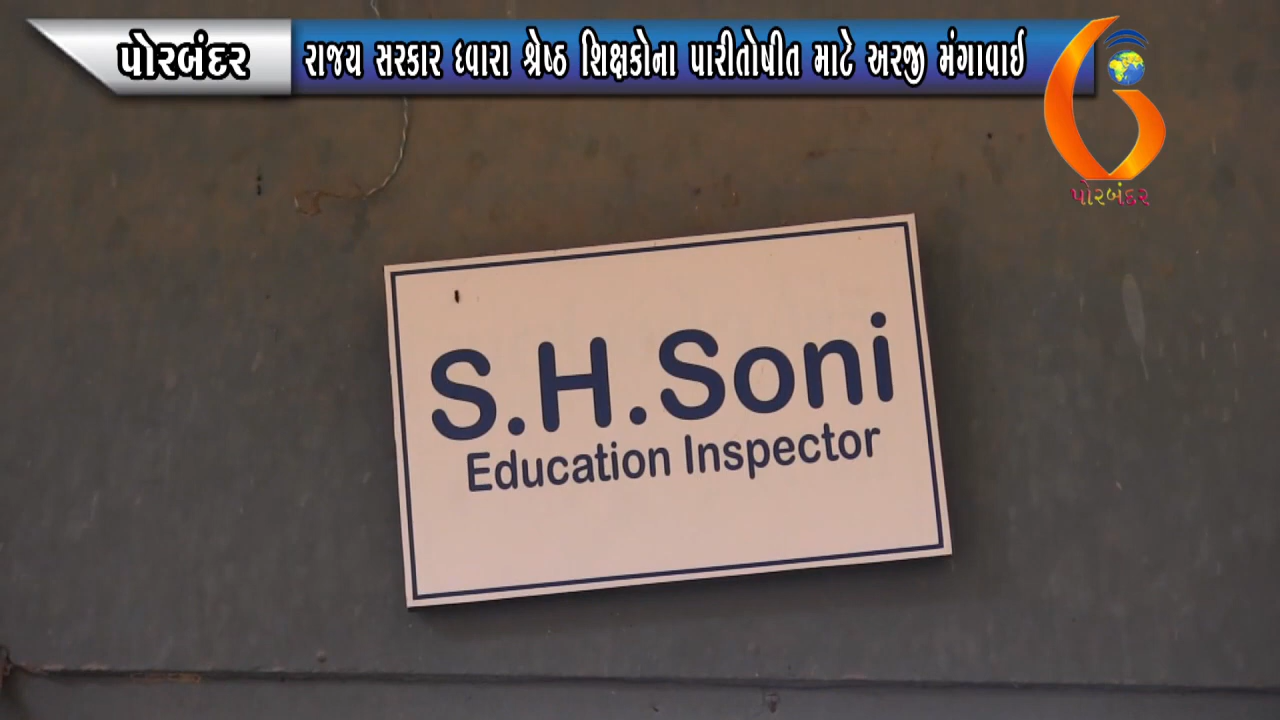 પોરબંદર
રાજય સરકાર ધ્વારા શ્રેષ્ઠ શિક્ષકોના પારીતોષીત માટે અરજી મંગાવાઈ
પોરબંદર
S.H.Soni
Education Inspector